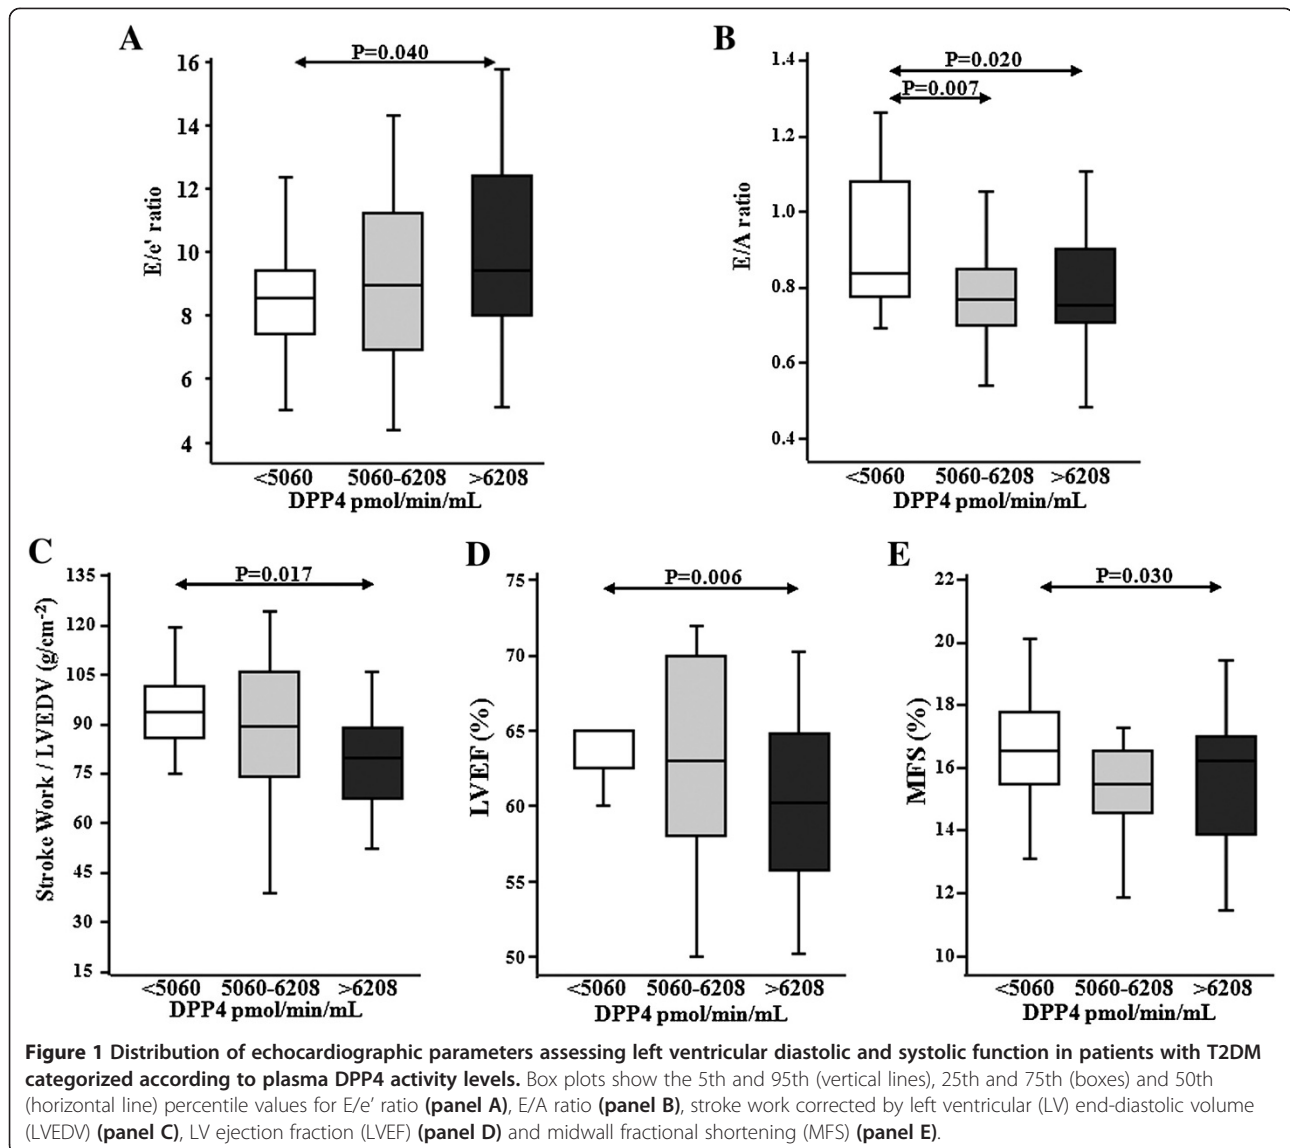 A
P=0.040
16
14
12
10
8
6
4
E/e' ratio
<5060 5060-6208 >6208
DPP4 pmol/min/mL
B
P=0.020
P=0.007
1.4
1.2
1.0
0.8
0.6
0.4
E/A ratio
<5060 5060-6208 >6208
DPP4 pmol/min/mL
C
P=0.017
135
120
105
90
75
60
45
30
15
Stroke Work / LVEDV (g/cm-2)
<5060 5060-6208 >6208
DPP4 pmol/min/mL
D
P=0.006
75
70
65
60
55
50
LVEF (%)
<5060 5060-6208 >6208
DPP4 pmol/min/mL
E
P=0.030
22
20
18
16
14
12
10
MFS (%)
<5060 5060-6208 >6208
DPP4 pmol/min/mL
Figure 1 Distribution of echocardiographic parameters assessing left ventricular diastolic and systolic function in patients with T2DM
categorized according to plasma DPP4 activity levels. Box plots show the 5th and 95th (vertical lines), 25th and 75th (boxes) and 50th
(horizontal line) percentile values for E/e' ratio (panel A), E/A ratio (panel B), stroke work corrected by left ventricular (LV) end-diastolic volume
(LVEDV) (panel C), LV ejection fraction (LVEF) (panel D) and midwall fractional shortening (MFS) (panel E).